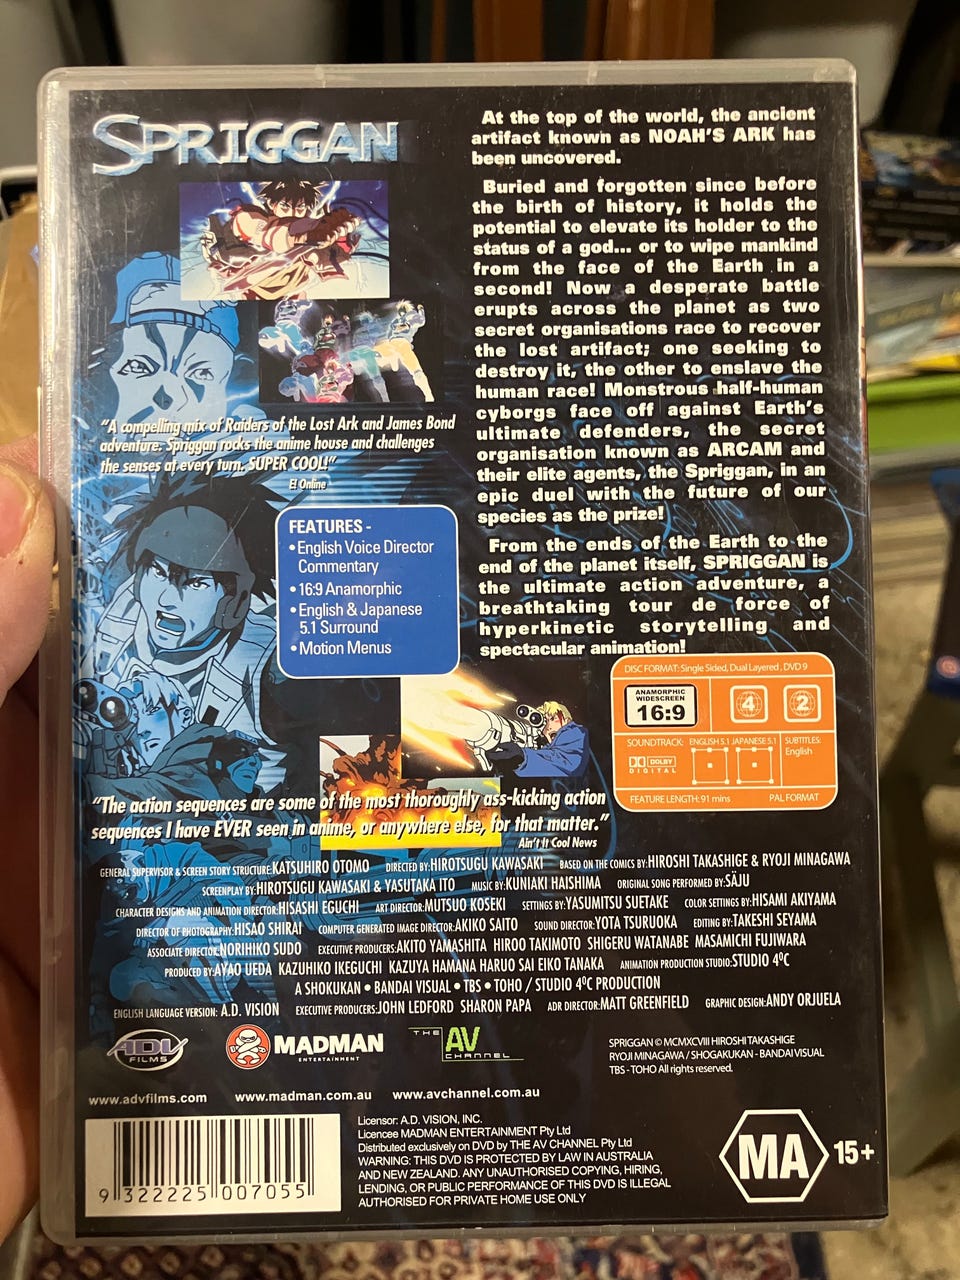 SPRIGGAN
At the top of the world, the ancient
artifact known as NOAH'S ARK has
been uncovered.
Buried and forgotten since before
the birth of history, it holds the
potential to elevate its holder to the
status of a god... or to wipe mankind
from the face of the Earth in a
second! Now a desperate battle
erupts across the planet as two
secret organisations race to recover
the lost artifact; one seeking to
destroy it, the other to enslave the
human race! Monstrous half-human
cyborgs face off against Earth's
ultimate defenders, the secret
organisation known as ARCAM and
their elite agents, the Spriggan, in an
epic duel with the future of our
species as the prize!
From the ends of the Earth to the
end of the planet itself, SPRIGGAN is
the ultimate action adventure, a
breathtaking tour de force of
hyperkinetic storytelling and
spectacular animation!
"A compelling mix of Raiders of the Lost Ark and James Bond
adventure. Spriggan rocks the anime house and challenges
the senses at every turn. SUPER COOL!"
E! Online
FEATURES -
• English Voice Director
Commentary
• 16:9 Anamorphic
• English & Japanese
5.1 Surround
• Motion Menus
DISC FORMAT: Single Sided, Dual Layered, DVD 9
ANAMORPHIC
WIDESCREEN
16:9
4
2
SOUNDTRACK: ENGLISH 5.1 JAPANESE 5.1 SUBTITLES:
English
DOLBY
DIGITAL
FEATURE LENGTH: 91 mins PAL FORMAT
"The action sequences are some of the most thoroughly ass-kicking action
sequences I have EVER seen in anime, or anywhere else, for that matter."
Ain't It Cool News
GENERAL SUPERVISOR & SCREEN STORY STRUCTURE: KATSUHIRO OTOMO DIRECTED BY: HIROTSUGU KAWASAKI BASED ON THE COMICS BY: HIROSHI TAKASHIGE & RYOJI MINAGAWA
SCREENPLAY BY: HIROTSUGU KAWASAKI & YASUTAKA ITO MUSIC BY: KUNIAKI HAISHIMA ORIGINAL SONG PERFORMED BY: SĀJU
CHARACTER DESIGNS AND ANIMATION DIRECTOR: HISASHI EGUCHI ART DIRECTOR: MUTSUO KOSEKI SETTINGS BY: YASUMITSU SUETAKE COLOR SETTINGS BY: HISAMI AKIYAMA
DIRECTOR OF PHOTOGRAPHY: HISAO SHIRAI COMPUTER GENERATED IMAGE DIRECTOR: AKIKO SAITO SOUND DIRECTOR: YOTA TSURUOKA EDITING BY: TAKESHI SEYAMA
ASSOCIATE DIRECTOR: NORIHIKO SUDO EXECUTIVE PRODUCERS: AKITO YAMASHITA HIROO TAKIMOTO SHIGERU WATANABE MASAMICHI FUJIWARA
PRODUCED BY: AYAO UEDA KAZUHIKO IKEGUCHI KAZUYA HAMANA HARUO SAI EIKO TANAKA ANIMATION PRODUCTION STUDIO: STUDIO 4°C
A SHOKUKAN • BANDAI VISUAL • TBS • TOHO / STUDIO 4°C PRODUCTION
ENGLISH LANGUAGE VERSION: A.D. VISION EXECUTIVE PRODUCERS: JOHN LEDFORD SHARON PAPA ADR DIRECTOR: MATT GREENFIELD GRAPHIC DESIGN: ANDY ORJUELA
ADV
FILMS
MADMAN
ENTERTAINMENT
THE
AV
CHANNEL
SPRIGGAN © MCMXCVIII HIROSHI TAKASHIGE
RYOJI MINAGAWA / SHOGAKUKAN - BANDAI VISUAL
TBS - TOHO All rights reserved.
www.advfilms.com www.madman.com.au www.avchannel.com.au
9 322225 007055
Licensor: A.D. VISION, INC.
Licencee MADMAN ENTERTAINMENT Pty Ltd
Distributed exclusively on DVD by THE AV CHANNEL Pty Ltd
WARNING: THIS DVD IS PROTECTED BY LAW IN AUSTRALIA
AND NEW ZEALAND. ANY UNAUTHORISED COPYING, HIRING,
LENDING, OR PUBLIC PERFORMANCE OF THIS DVD IS ILLEGAL
AUTHORISED FOR PRIVATE HOME USE ONLY
MA
15+